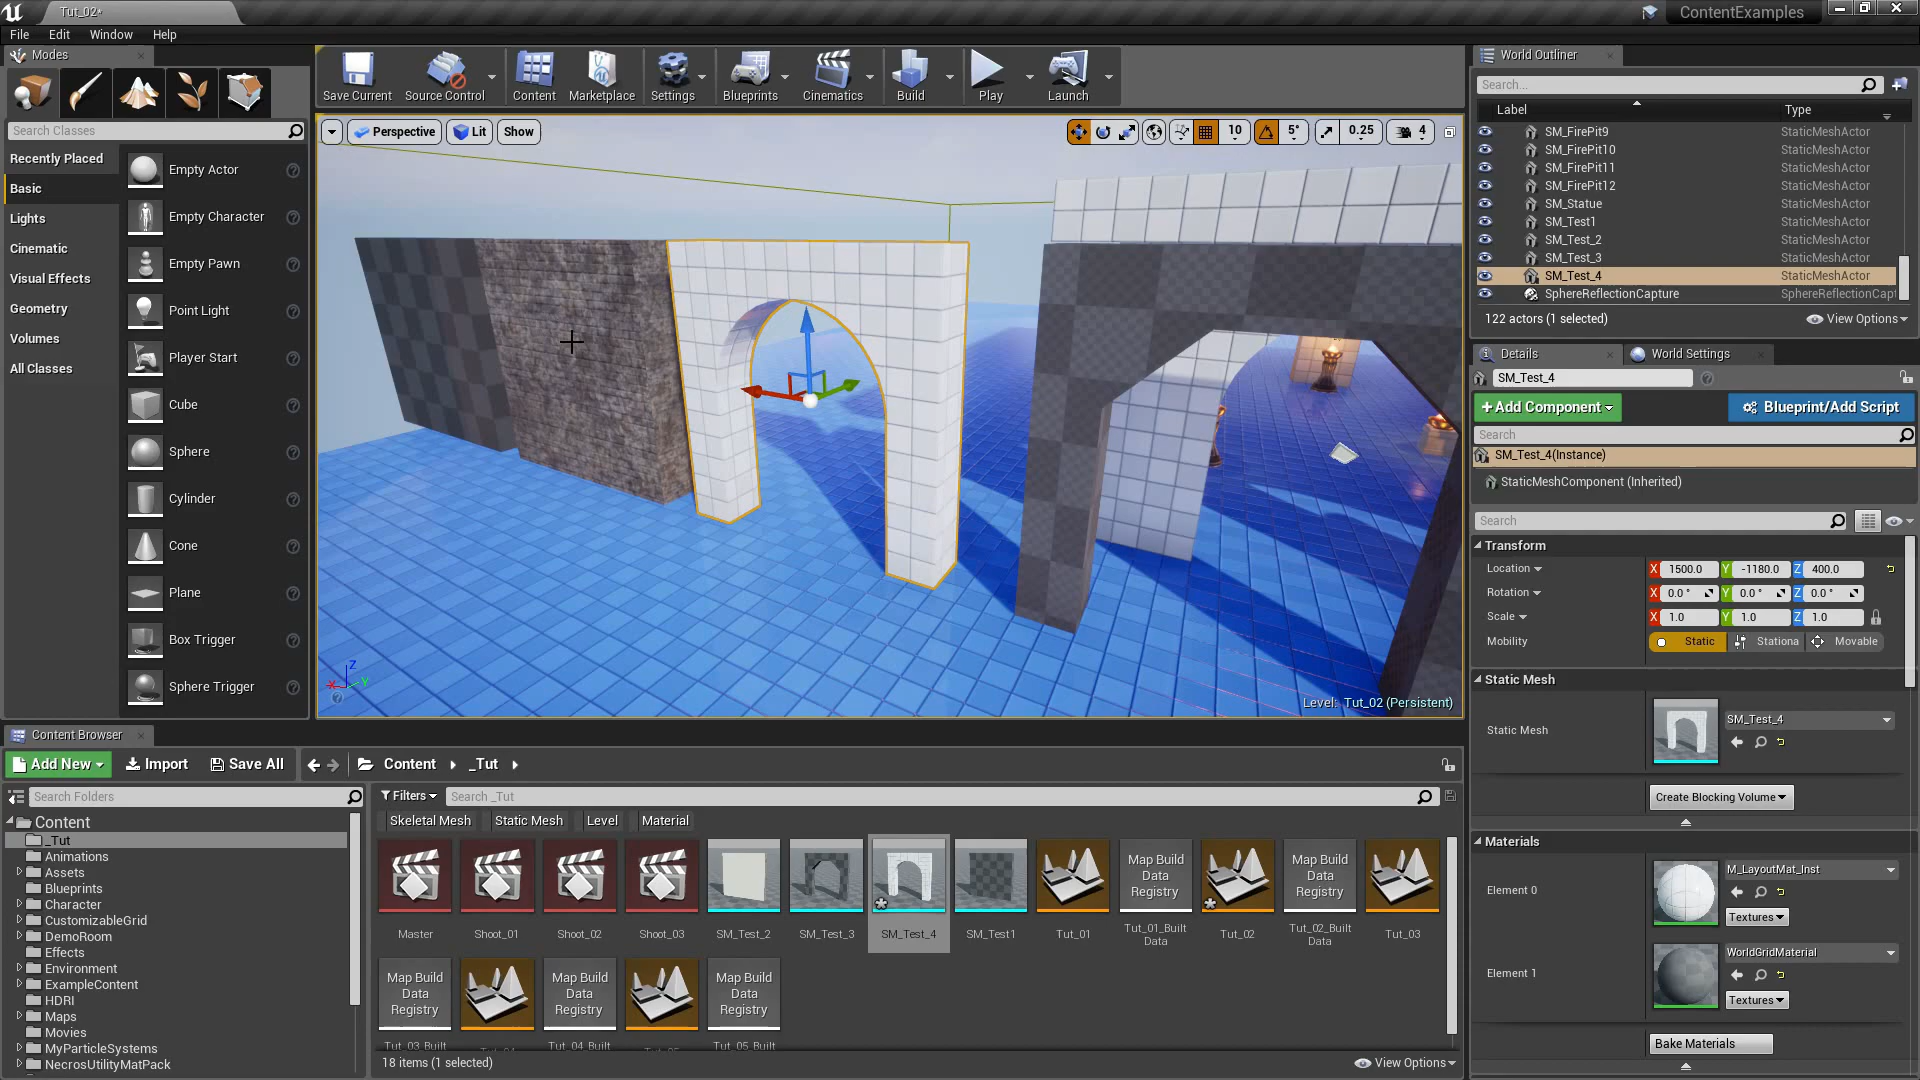 Tut_02*
ContentExamples
File Edit Window Help
Modes
Search Classes
Recently Placed
Basic
Lights
Cinematic
Visual Effects
Geometry
Volumes
All Classes
Empty Actor
Empty Character
Empty Pawn
Point Light
Player Start
Cube
Sphere
Cylinder
Cone
Plane
Box Trigger
Sphere Trigger
Save Current Source Control Content Marketplace Settings Blueprints Cinematics Build Play Launch
Perspective Lit Show
10 5° 0.25 4
Z
X Y
Level: Tut_02 (Persistent)
World Outliner
Search...
Label Type
SM_FirePit9 StaticMeshActor
SM_FirePit10 StaticMeshActor
SM_FirePit11 StaticMeshActor
SM_FirePit12 StaticMeshActor
SM_Statue StaticMeshActor
SM_Test1 StaticMeshActor
SM_Test_2 StaticMeshActor
SM_Test_3 StaticMeshActor
SM_Test_4 StaticMeshActor
SphereReflectionCapture SphereReflectionCapt
122 actors (1 selected) View Options
Details World Settings
SM_Test_4
+Add Component Blueprint/Add Script
Search
SM_Test_4(Instance)
StaticMeshComponent (Inherited)
Search
Transform
Location X 1500.0 Y -1180.0 Z 400.0
Rotation X 0.0 ° Y 0.0 ° Z 0.0 °
Scale X 1.0 Y 1.0 Z 1.0
Mobility Static Stationa Movable
Static Mesh
Static Mesh SM_Test_4
Create Blocking Volume
Materials
Element 0 M_LayoutMat_Inst
Textures
Element 1 WorldGridMaterial
Textures
Bake Materials
Content Browser
Add New Import Save All Content _Tut
Search Folders
Content
_Tut
Animations
Assets
Blueprints
Character
CustomizableGrid
DemoRoom
Effects
Environment
ExampleContent
HDRI
Maps
Movies
MyParticleSystems
NecrosUtilityMatPack
Filters Search _Tut
Skeletal Mesh Static Mesh Level Material
Map Build Data Registry
Map Build Data Registry
Master Shoot_01 Shoot_02 Shoot_03 SM_Test_2 SM_Test_3 SM_Test_4 SM_Test1 Tut_01 Tut_01_Built Data Tut_02 Tut_02_Built Data Tut_03
Map Build Data Registry
Map Build Data Registry
Map Build Data Registry
Tut_03_Built Tut_04_Built Tut_05_Built
18 items (1 selected) View Options